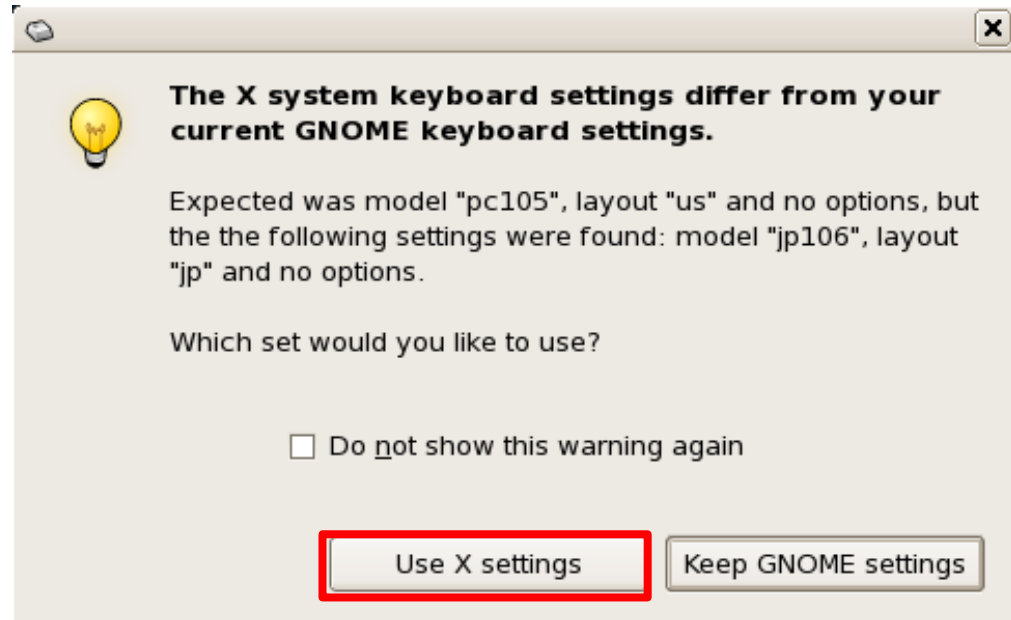 The X system keyboard settings differ from your
current GNOME keyboard settings.
Expected was model "pc105", layout "us" and no options, but
the the following settings were found: model "jp106", layout
"jp" and no options.
Which set would you like to use?
Do not show this warning again
Use X settings
Keep GNOME settings